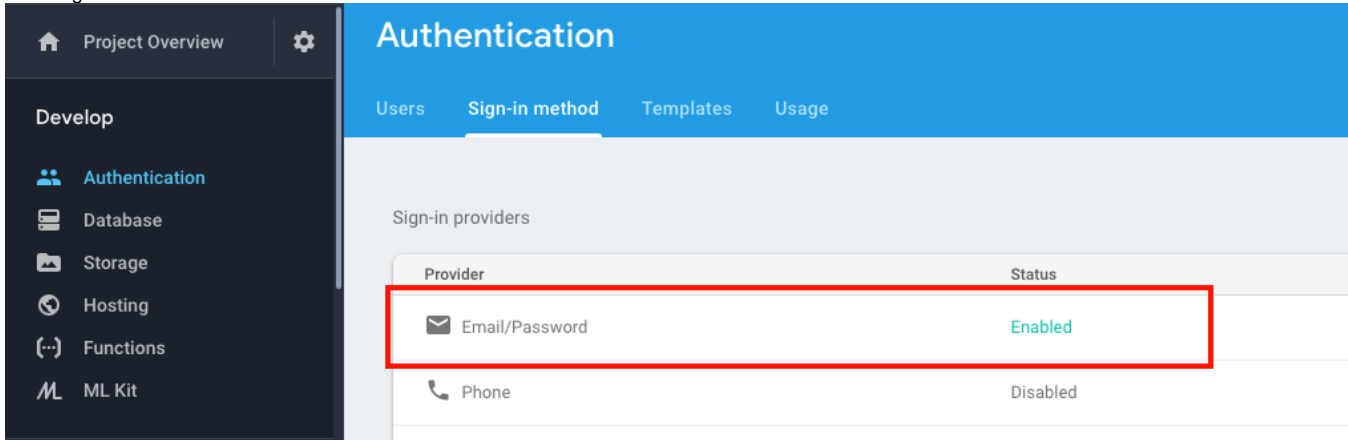 Project Overview
Authentication
Users Sign-in method Templates Usage
Develop
Authentication
Database
Storage
Hosting
Functions
ML Kit
Sign-in providers
Provider Status
Email/Password Enabled
Phone Disabled